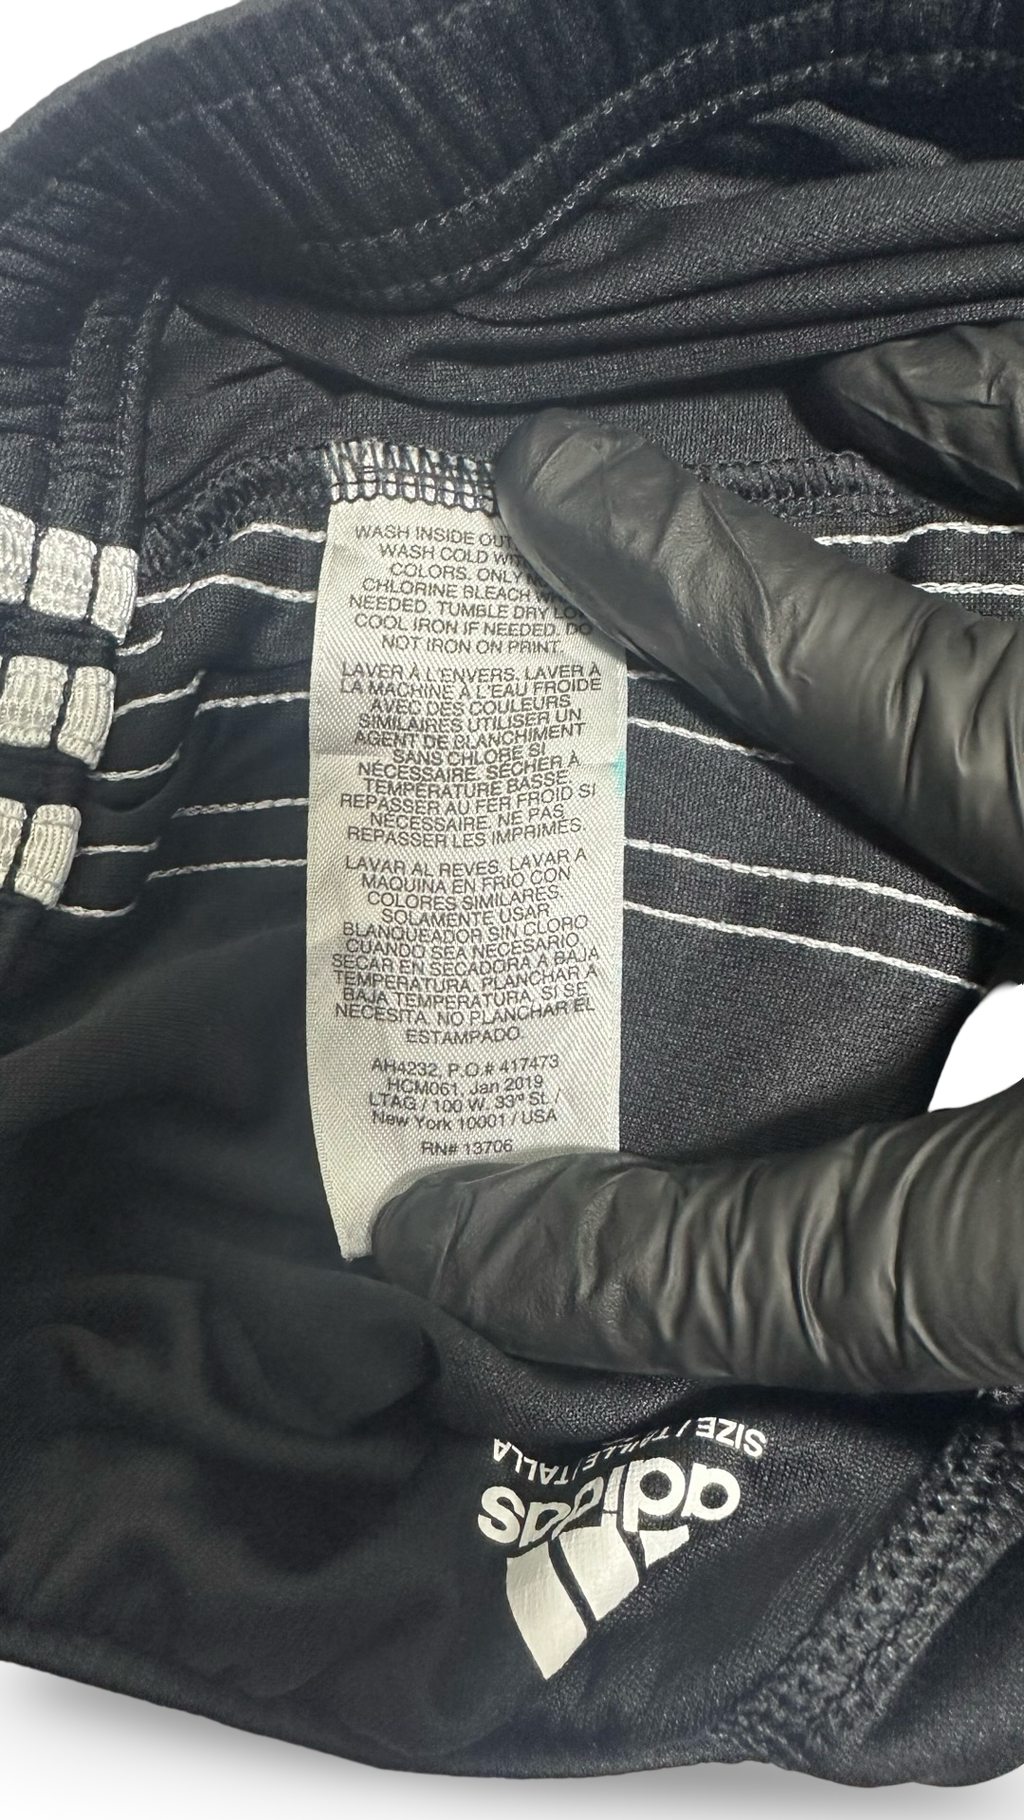 WASH INSIDE OUT
WASH COLD
COLORS. ONLY
CHLORINE BLEACH
NEEDED. TUMBLE DRY
COOL IRON IF NEEDED. DO
NOT IRON ON PRINT.
LAVER À L'ENVERS. LAVER À
LA MACHINE À L'EAU FROIDE
AVEC DES COULEURS
SIMILAIRES UTILISER UN
AGENT DE BLANCHIMENT
SANS CHLORE SI
NÉCESSAIRE. SÉCHER À
TEMPÉRATURE BASSE.
REPASSER AU FER FROID SI
NÉCESSAIRE. NE PAS
REPASSER LES IMPRIMÉS.
LAVAR AL REVES. LAVAR A
MAQUINA EN FRIO CON
COLORES SIMILARES
SOLAMENTE USAR
BLANQUEADOR SIN CLORO
CUANDO SEA NECESARIO.
SECAR EN SECADORA A BAJA
TEMPERATURA. PLANCHAR A
BAJA TEMPERATURA, SI SE
NECESITA. NO PLANCHAR EL
ESTAMPADO.
AH4232, P.O.# 417473
HCM061, Jan 2019
LTAG / 100 W. 33rd St. /
New York 10001 / USA
RN# 13706
SIZE / TAILLE / TALLA
adidas